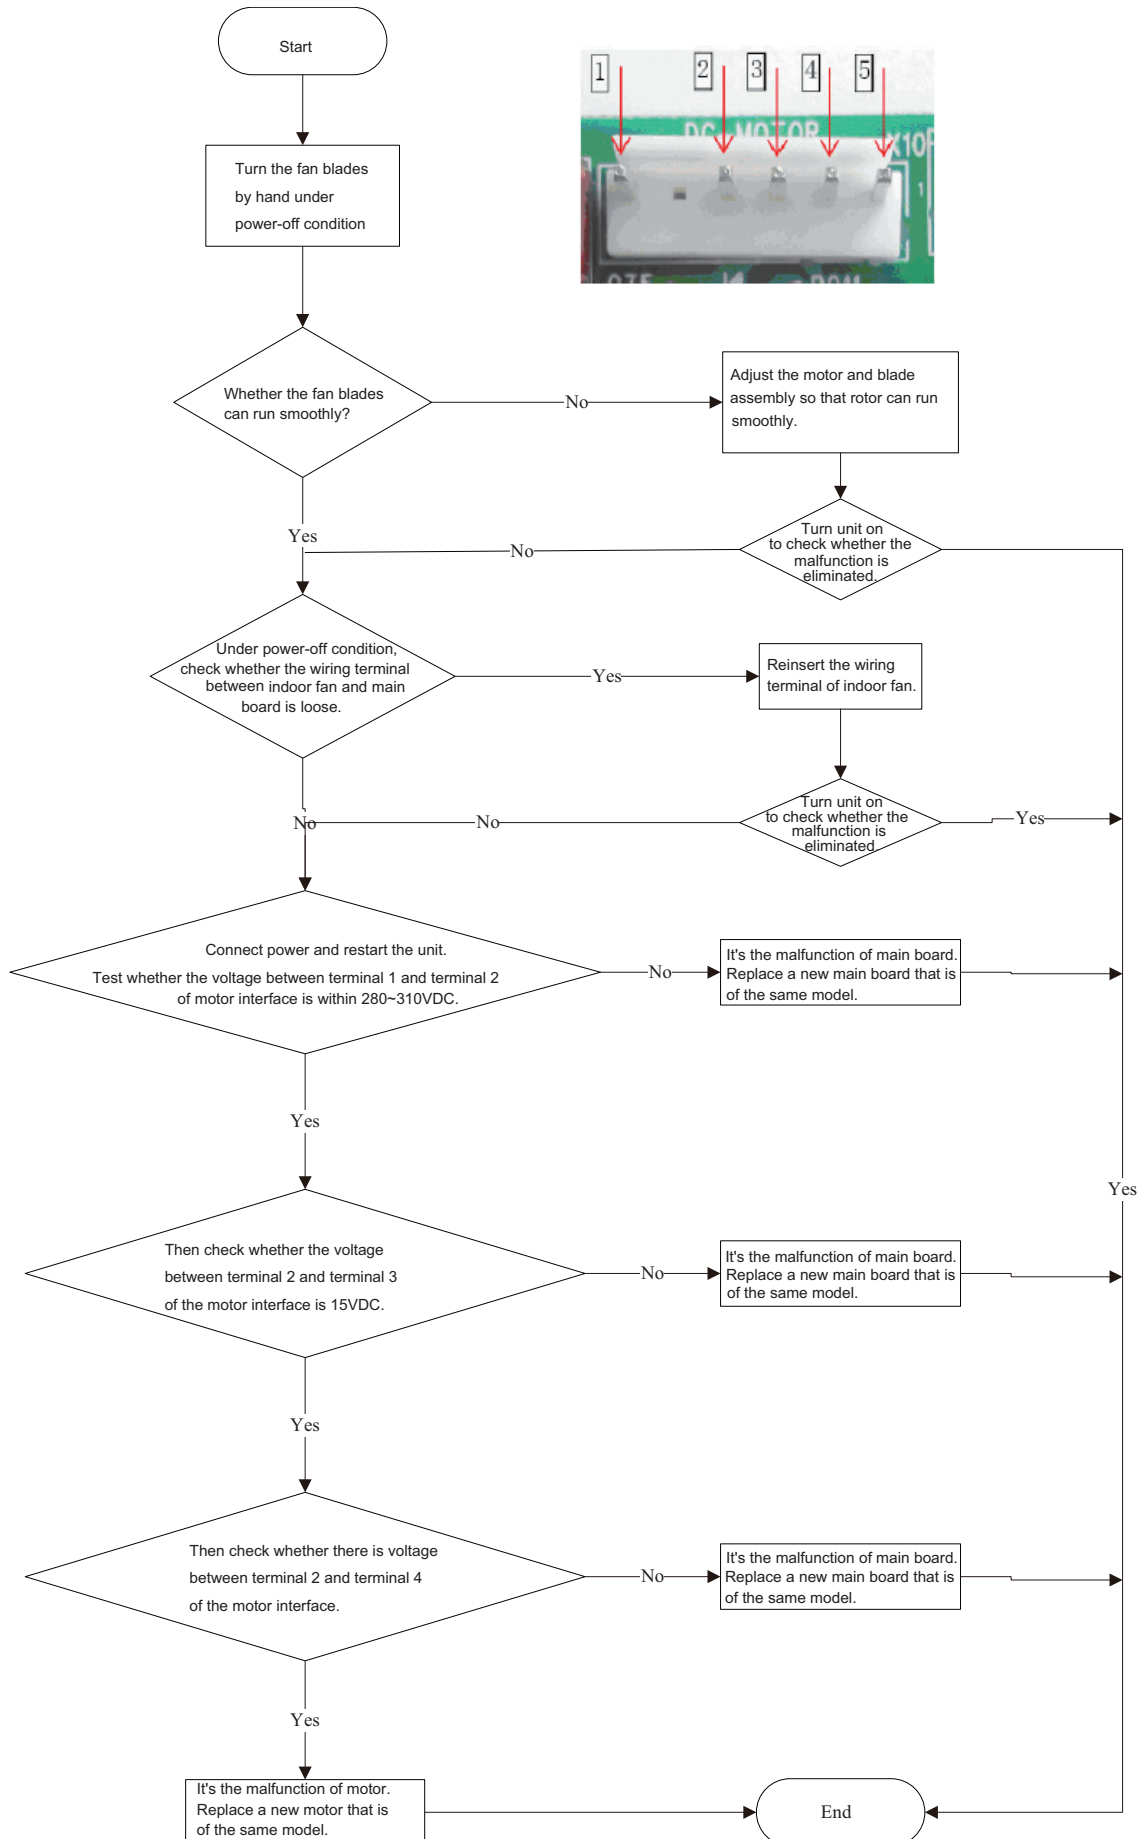 Start
1
2
3
4
5
DC MOTOR
1
Turn the fan blades
by hand under
power-off condition
Whether the fan blades
can run smoothly?
No
Adjust the motor and blade
assembly so that rotor can run
smoothly.
Yes
No
Turn unit on
to check whether the
malfunction is
eliminated.
Under power-off condition,
check whether the wiring terminal
between indoor fan and main
board is loose.
Yes
Reinsert the wiring
terminal of indoor fan.
No
No
Turn unit on
to check whether the
malfunction is
eliminated.
Yes
Connect power and restart the unit.
Test whether the voltage between terminal 1 and terminal 2
of motor interface is within 280~310VDC.
No
It's the malfunction of main board.
Replace a new main board that is
of the same model.
Yes
Yes
Then check whether the voltage
between terminal 2 and terminal 3
of the motor interface is 15VDC.
No
It's the malfunction of main board.
Replace a new main board that is
of the same model.
Yes
Then check whether there is voltage
between terminal 2 and terminal 4
of the motor interface.
No
It's the malfunction of main board.
Replace a new main board that is
of the same model.
Yes
It's the malfunction of motor.
Replace a new motor that is
of the same model.
End